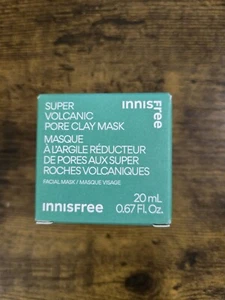 SUPER
VOLCANIC
PORE CLAY MASK
MASQUE
À L'ARGILE RÉDUCTEUR
DE PORES AUX SUPER
ROCHES VOLCANIQUES
FACIAL MASK / MASQUE VISAGE
innisfree
20 mL
0.67 Fl. Oz.
innisfree